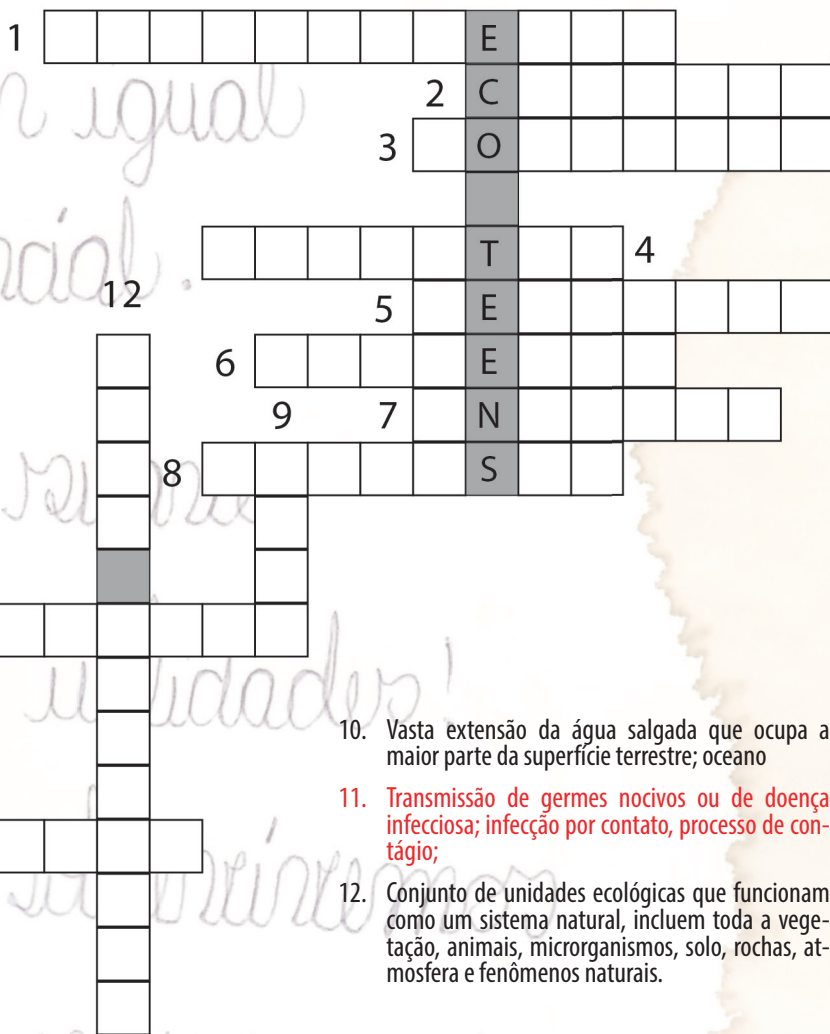 1 E
2 C
n igual
3 O
T 4
ncial.
12
5 E
6 E
9 7 N
8 S
10. Vasta extensão da água salgada que ocupa a
maior parte da superfície terrestre; oceano
11. Transmissão de germes nocivos ou de doença
infecciosa; infecção por contato, processo de con-
tágio;
12. Conjunto de unidades ecológicas que funcionam
como um sistema natural, incluem toda a vege-
tação, animais, microrganismos, solo, rochas, at-
mosfera e fenômenos naturais.